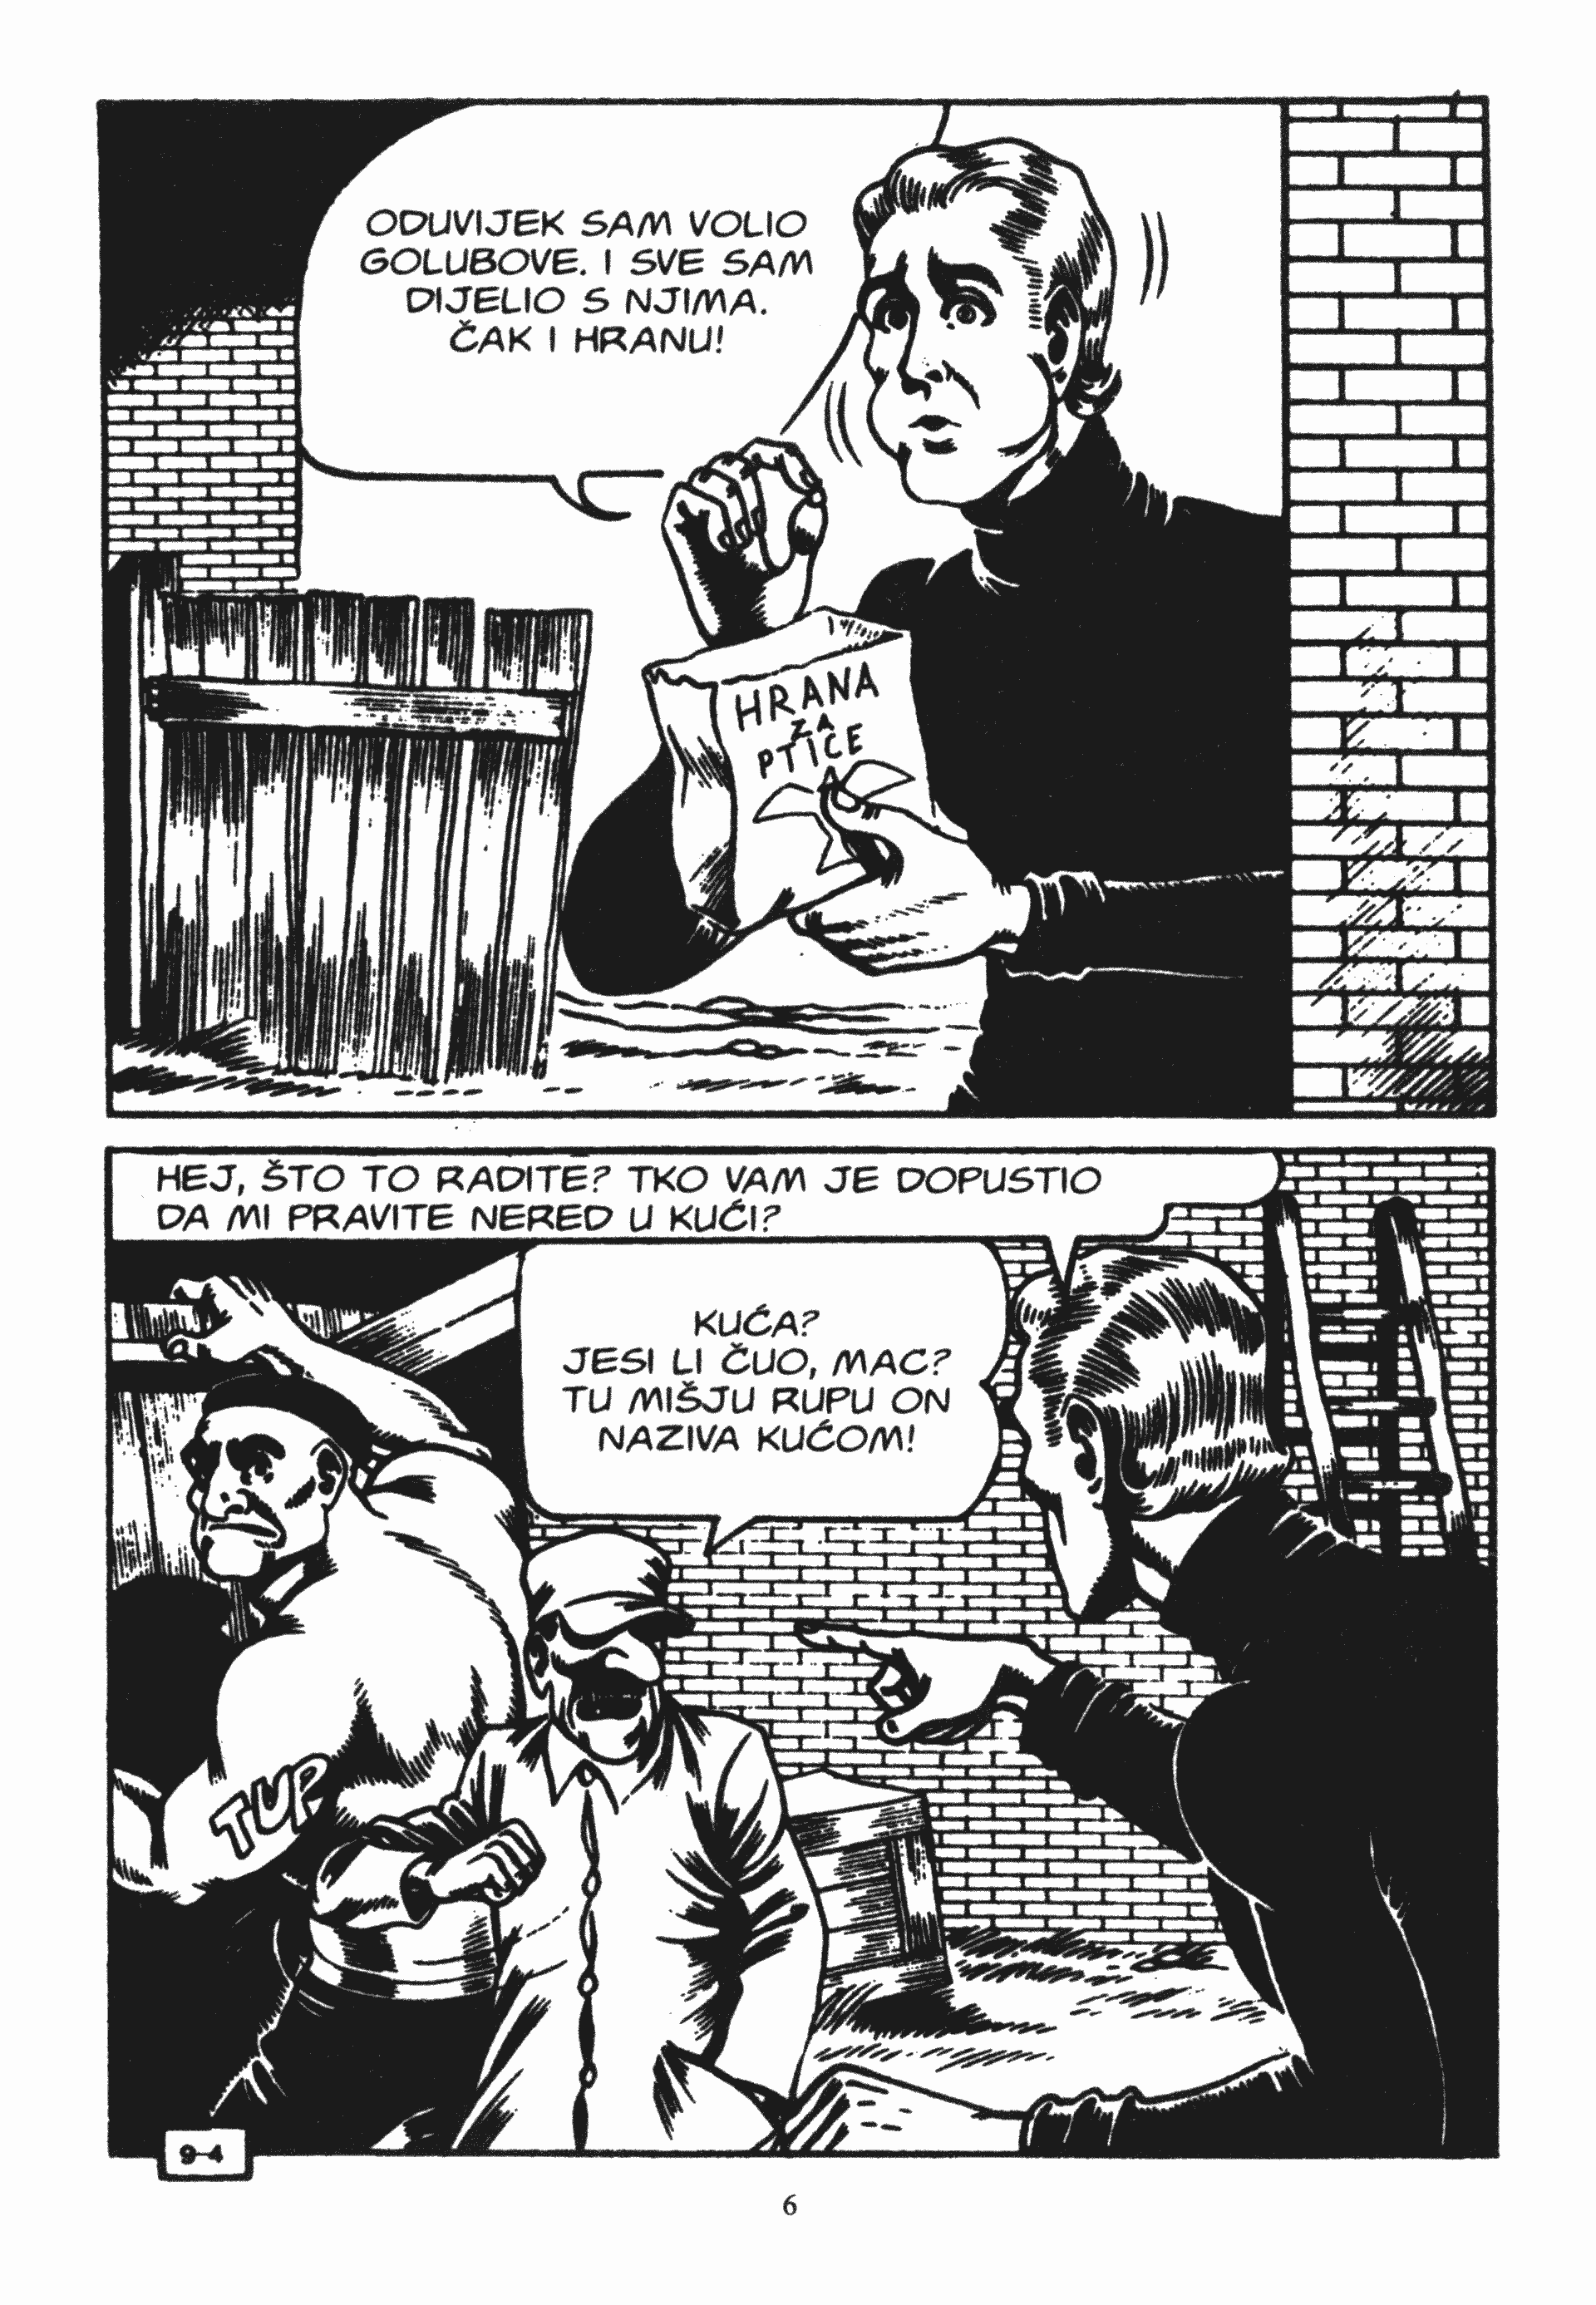 ODUVIJEK SAM VOLIO
GOLUBOVE. I SVE SAM
DIJELIO S NJIMA.
ČAK I HRANU!
HRANA
ZA
PTICE
HEJ, ŠTO TO RADITE? TKO VAM JE DOPUSTIO
DA MI PRAVITE NERED U KUĆI?
KUĆA?
JESI LI ČUO, MAC?
TU MIŠJU RUPU ON
NAZIVA KUĆOM!
TUP
9-4
6